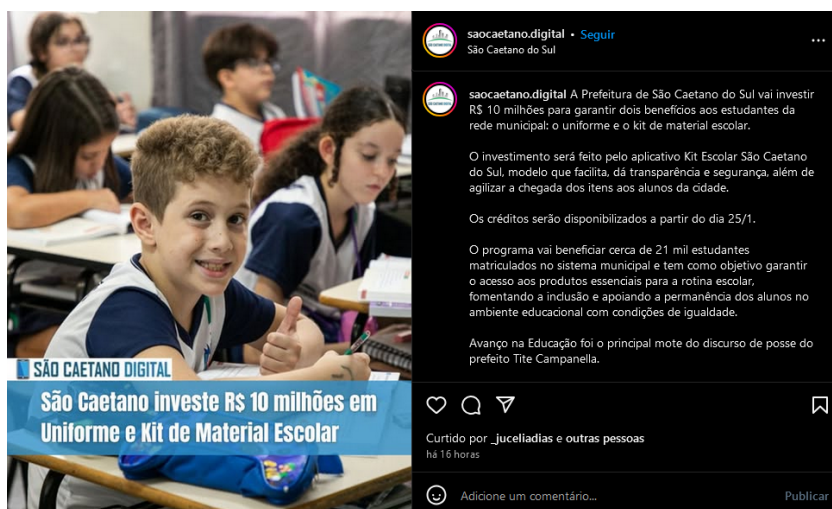 SÃO CAETANO DIGITAL
São Caetano investe R$ 10 milhões em
Uniforme e Kit de Material Escolar
saocaetano.digital • Seguir
São Caetano do Sul
saocaetano.digital A Prefeitura de São Caetano do Sul vai investir
R$ 10 milhões para garantir dois benefícios aos estudantes da
rede municipal: o uniforme e o kit de material escolar.
O investimento será feito pelo aplicativo Kit Escolar São Caetano
do Sul, modelo que facilita, dá transparência e segurança, além de
agilizar a chegada dos itens aos alunos da cidade.
Os créditos serão disponibilizados a partir do dia 25/1.
O programa vai beneficiar cerca de 21 mil estudantes
matriculados no sistema municipal e tem como objetivo garantir
o acesso aos produtos essenciais para a rotina escolar,
fomentando a inclusão e apoiando a permanência dos alunos no
ambiente educacional com condições de igualdade.
Avanço na Educação foi o principal mote do discurso de posse do
prefeito Tite Campanella.
Curtido por _juceliadias e outras pessoas
há 16 horas
Adicione um comentário...
Publicar